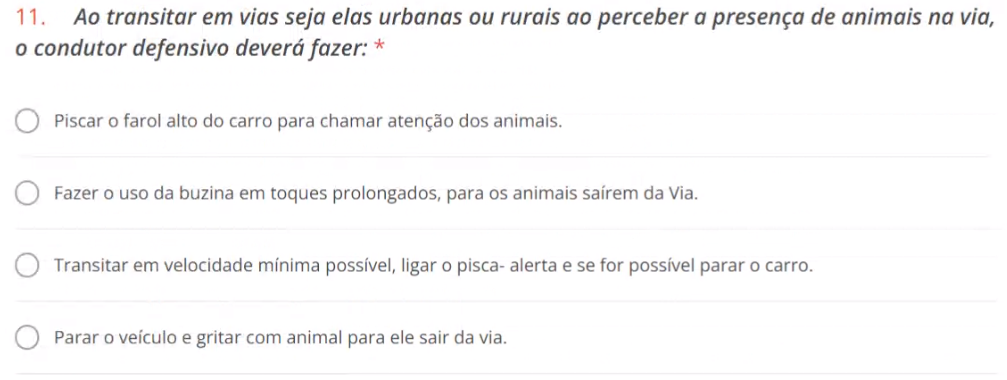 11. Ao transitar em vias seja elas urbanas ou rurais ao perceber a presença de animais na via,
o condutor defensivo deverá fazer: *
Piscar o farol alto do carro para chamar atenção dos animais.
Fazer o uso da buzina em toques prolongados, para os animais saírem da Via.
Transitar em velocidade mínima possível, ligar o pisca- alerta e se for possível parar o carro.
Parar o veículo e gritar com animal para ele sair da via.